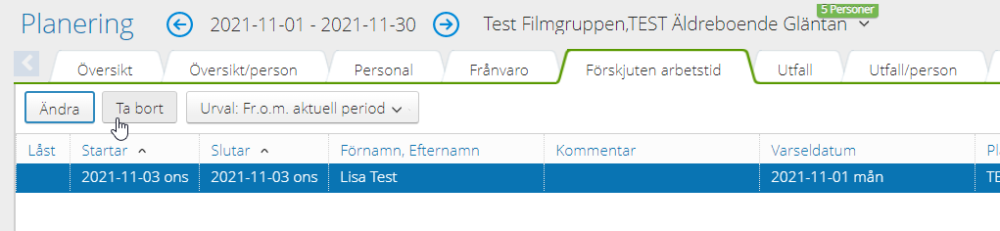 5 Personer
Planering 2021-11-01 - 2021-11-30 Test Filmgruppen,TEST Äldreboende Gläntan
Översikt Översikt/person Personal Frånvaro Förskjuten arbetstid Utfall Utfall/person
Ändra Ta bort Urval: Fr.o.m. aktuell period
Låst Startar Slutar Förnamn, Efternamn Kommentar Varseldatum Pl
2021-11-03 ons 2021-11-03 ons Lisa Test 2021-11-01 mån TE